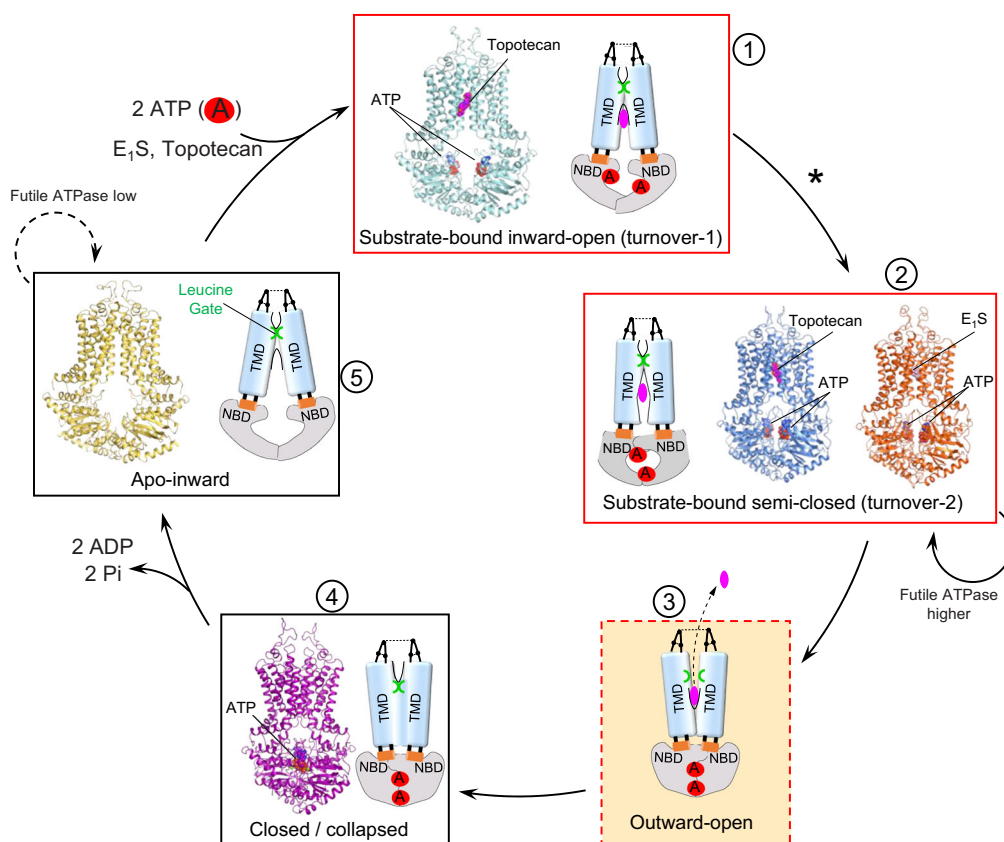 1
Topotecan
ATP
TMD
TMD
NBD
NBD
A
A
Substrate-bound inward-open (turnover-1)
2 ATP (A)
E₁S, Topotecan
*
Futile ATPase low
Leucine
Gate
TMD
TMD
NBD
NBD
Apo-inward
5
2
TMD
TMD
NBD
NBD
A
A
Topotecan
ATP
E₁S
ATP
Substrate-bound semi-closed (turnover-2)
Futile ATPase
higher
3
TMD
TMD
NBD
NBD
A
A
Outward-open
4
ATP
TMD
TMD
NBD
NBD
A
A
Closed / collapsed
2 ADP
2 Pi